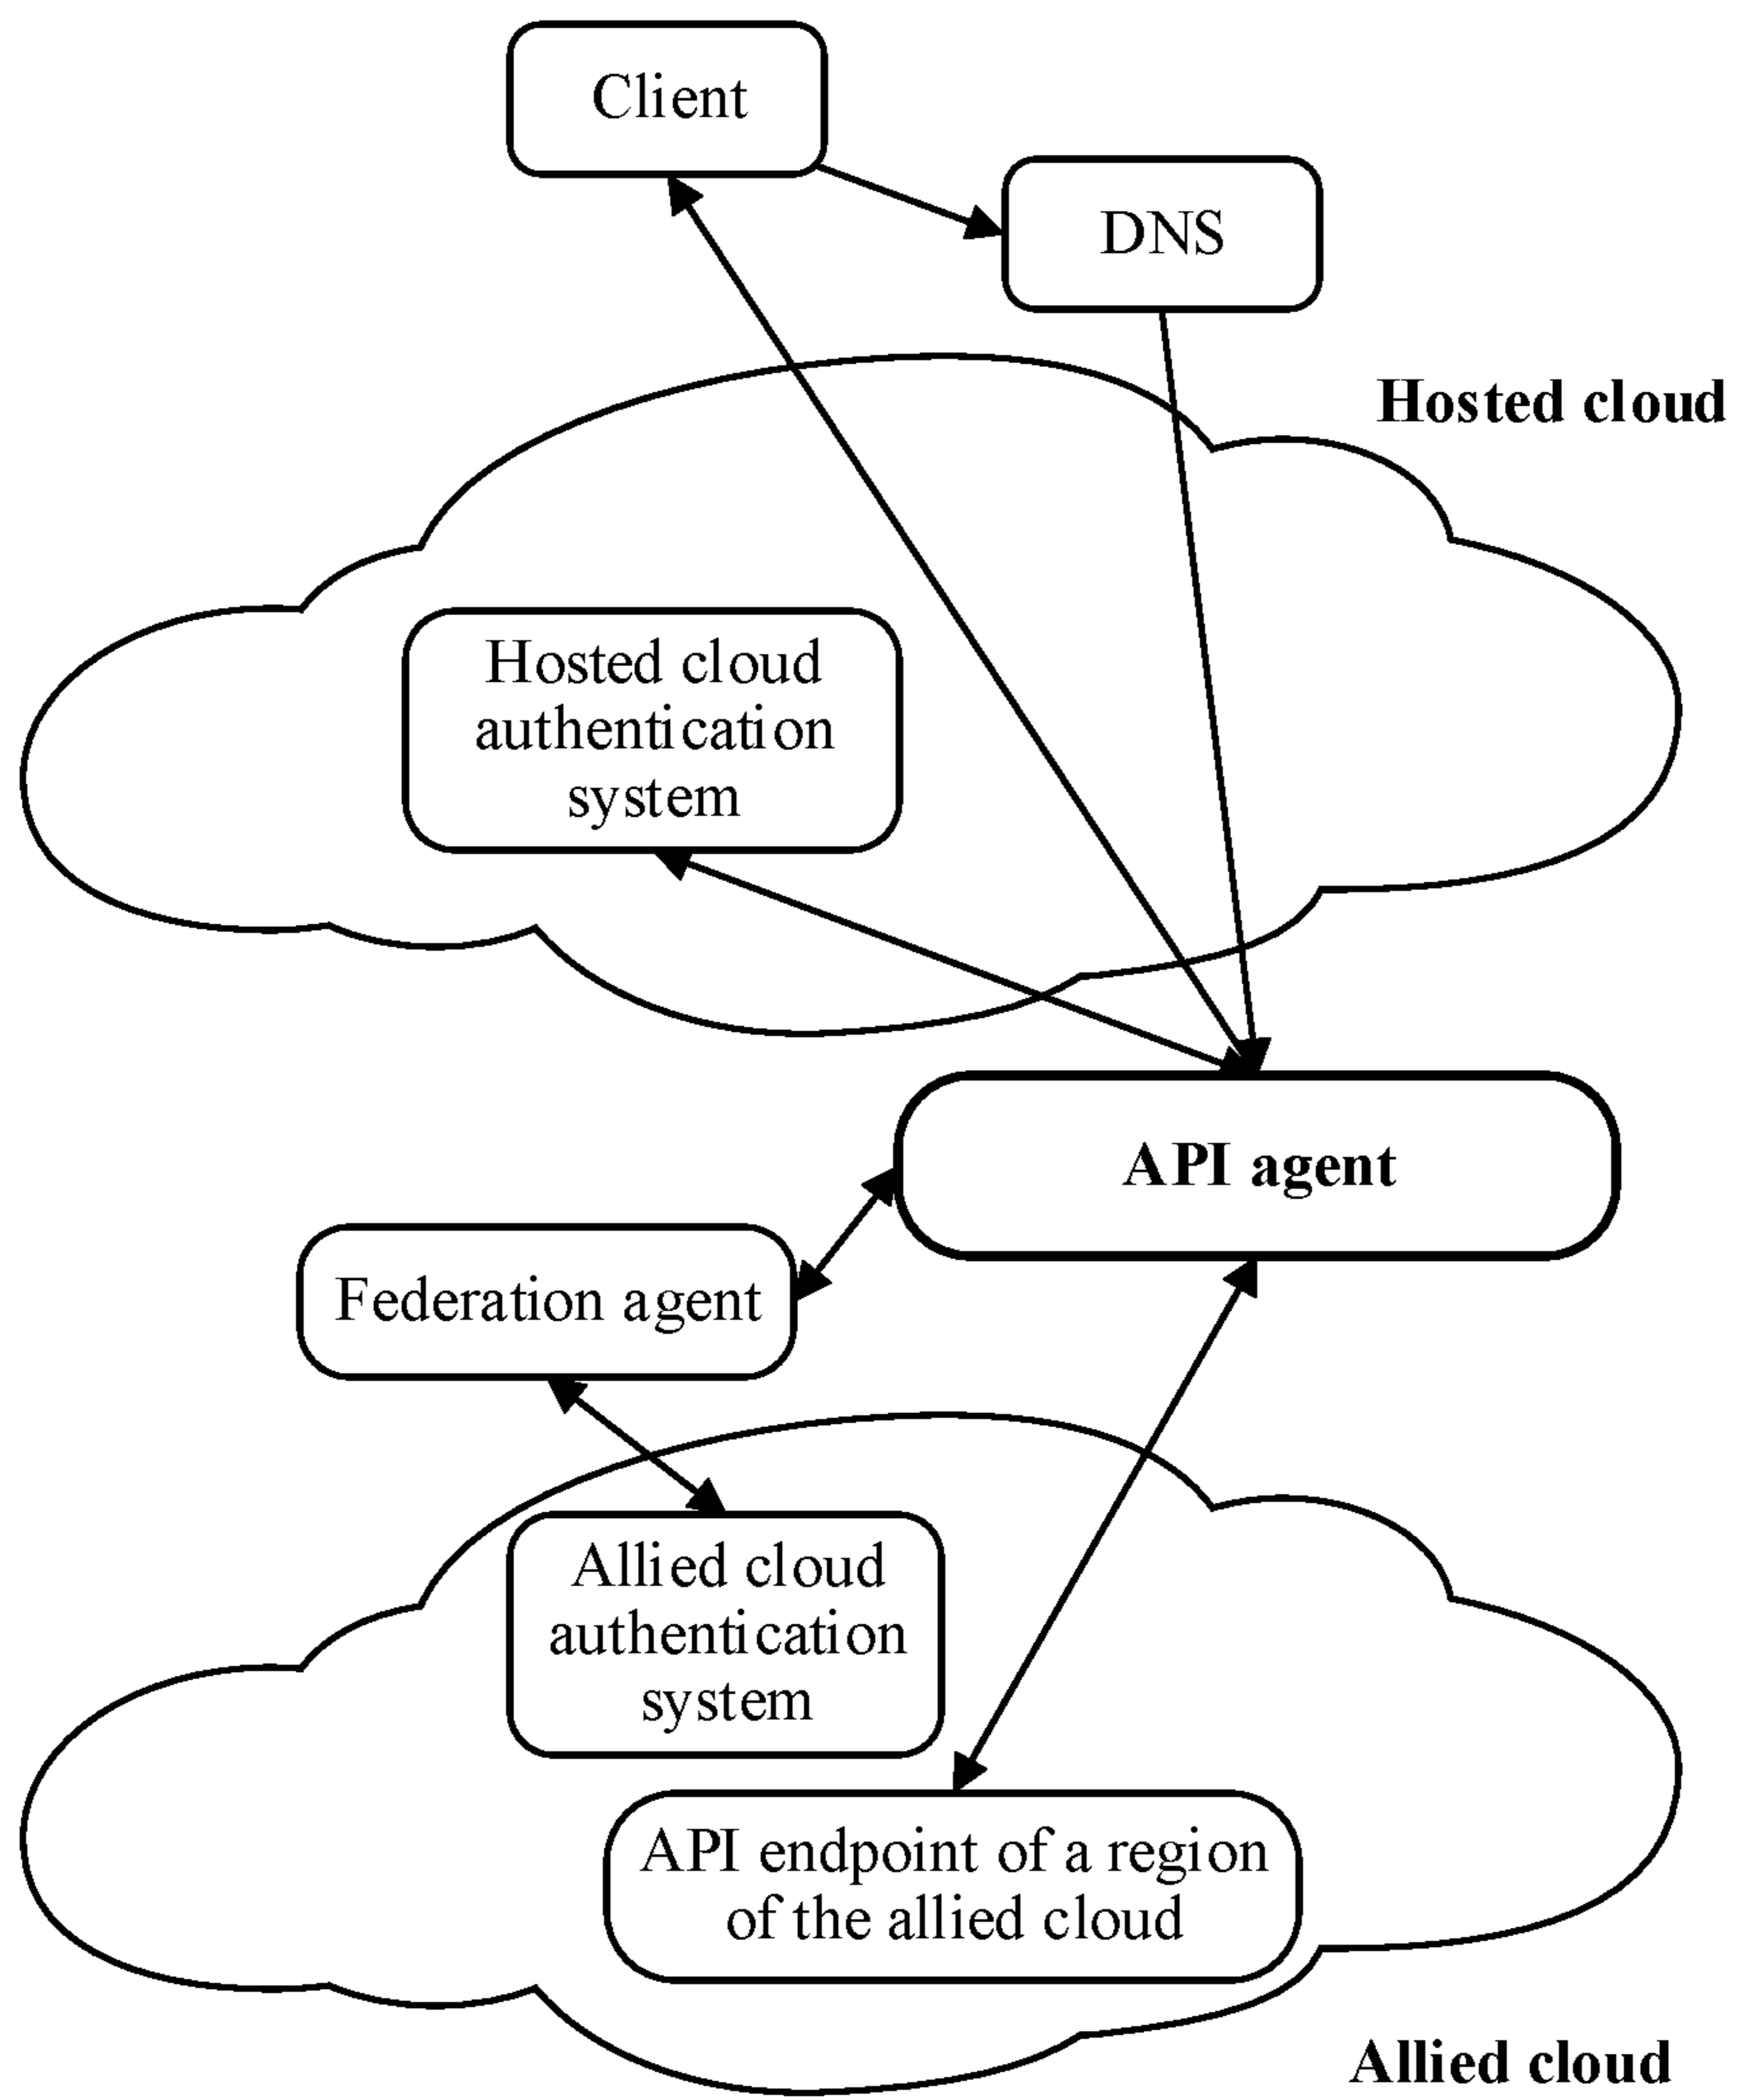 Client
DNS
Hosted cloud
Hosted cloud
authentication
system
API agent
Federation agent
Allied cloud
authentication
system
API endpoint of a region
of the allied cloud
Allied cloud